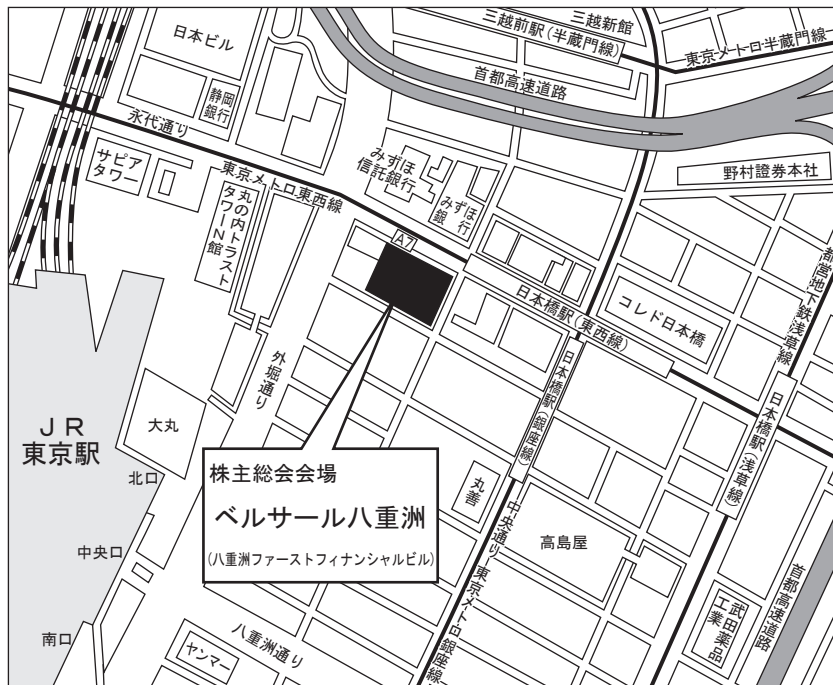 三越新館
三越前駅(半蔵門線)
東京メトロ半蔵門線
日本ビル
首都高速道路
静岡
銀行
永代通り
サピア
タワー
東京メトロ東西線
みずほ
信託銀行
みずほ
銀行
野村證券本社
丸の内トラスト
タワーN館
A7
日本橋駅(東西線)
コレド日本橋
都営地下鉄浅草線
外堀通り
日本橋駅(銀座線)
日本橋駅(浅草線)
JR
東京駅
大丸
北口
株主総会会場
ベルサール八重洲
(八重洲ファーストフィナンシャルビル)
丸善
中央通り
東京メトロ銀座線
高島屋
中央口
首都高速道路
武田薬品
工業
南口
八重洲通り
ヤンマー